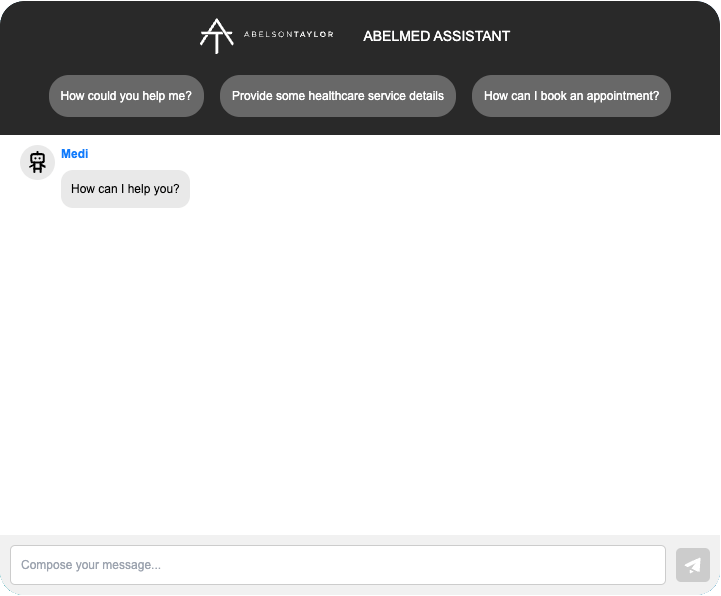 ABELSONTAYLOR ABELMED ASSISTANT
How could you help me? Provide some healthcare service details How can I book an appointment?
Medi
How can I help you?
Compose your message...